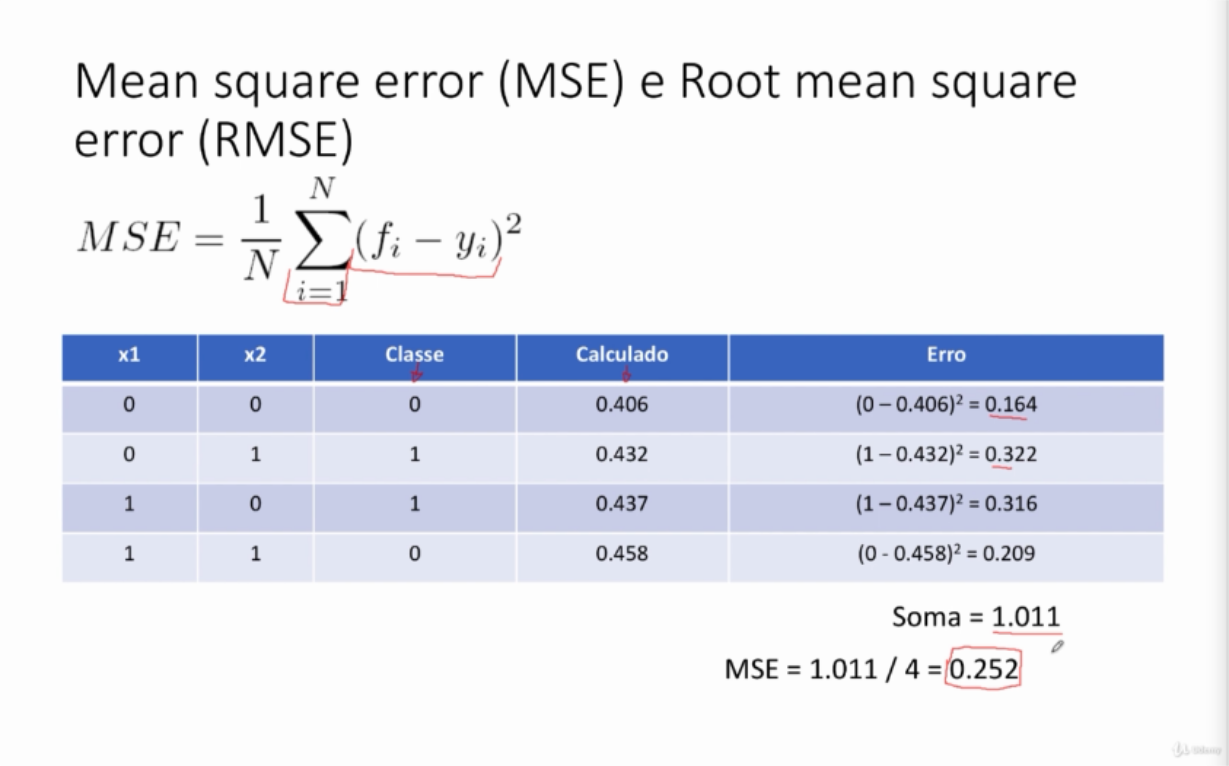 Mean square error (MSE) e Root mean square
error (RMSE)
MSE = 1/N ∑_{i=1}^{N} (f_i − y_i)²
x1 x2 Classe Calculado Erro
0 0 0 0.406 (0 – 0.406)² = 0.164
0 1 1 0.432 (1 – 0.432)² = 0.322
1 0 1 0.437 (1 – 0.437)² = 0.316
1 1 0 0.458 (0 - 0.458)² = 0.209
Soma = 1.011
MSE = 1.011 / 4 = 0.252
Udemy